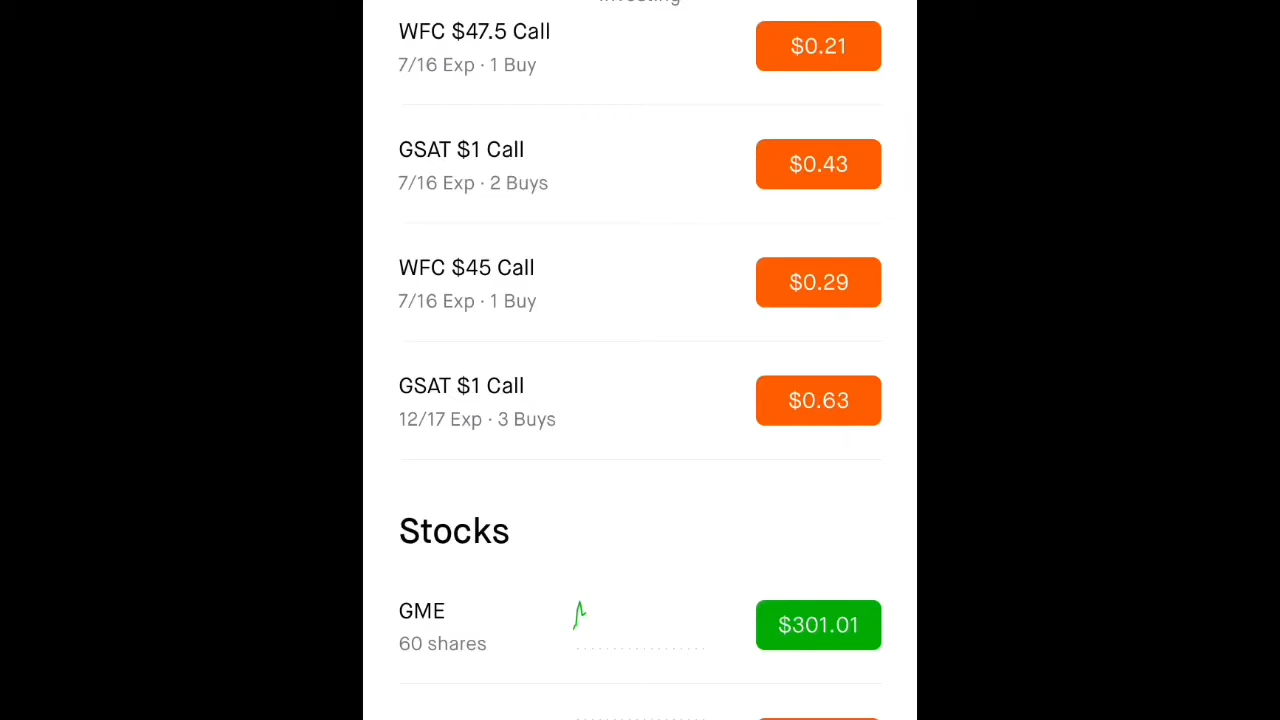 Investing
WFC $47.5 Call
$0.21
7/16 Exp · 1 Buy
GSAT $1 Call
$0.43
7/16 Exp · 2 Buys
WFC $45 Call
$0.29
7/16 Exp · 1 Buy
GSAT $1 Call
$0.63
12/17 Exp · 3 Buys
Stocks
GME
$301.01
60 shares